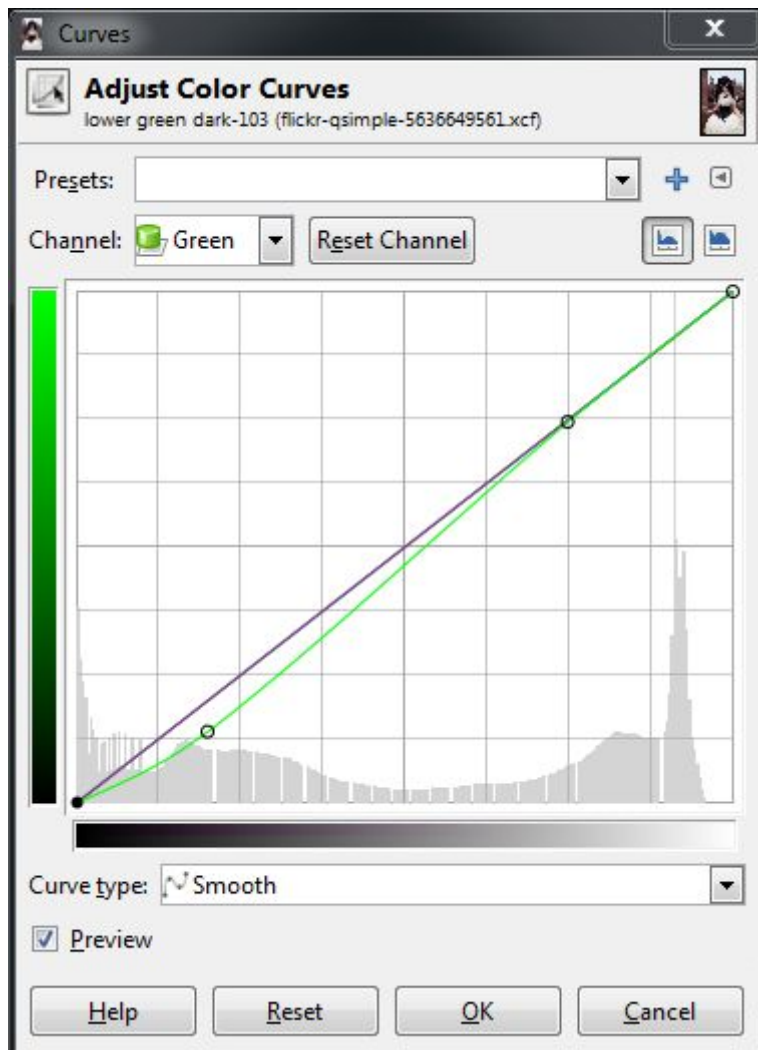 Curves
x
Adjust Color Curves
lower green dark-103 (flickr-qsimple-5636649561.xcf)
Presets:
Channel: Green Reset Channel
Curve type: Smooth
Preview
Help Reset OK Cancel